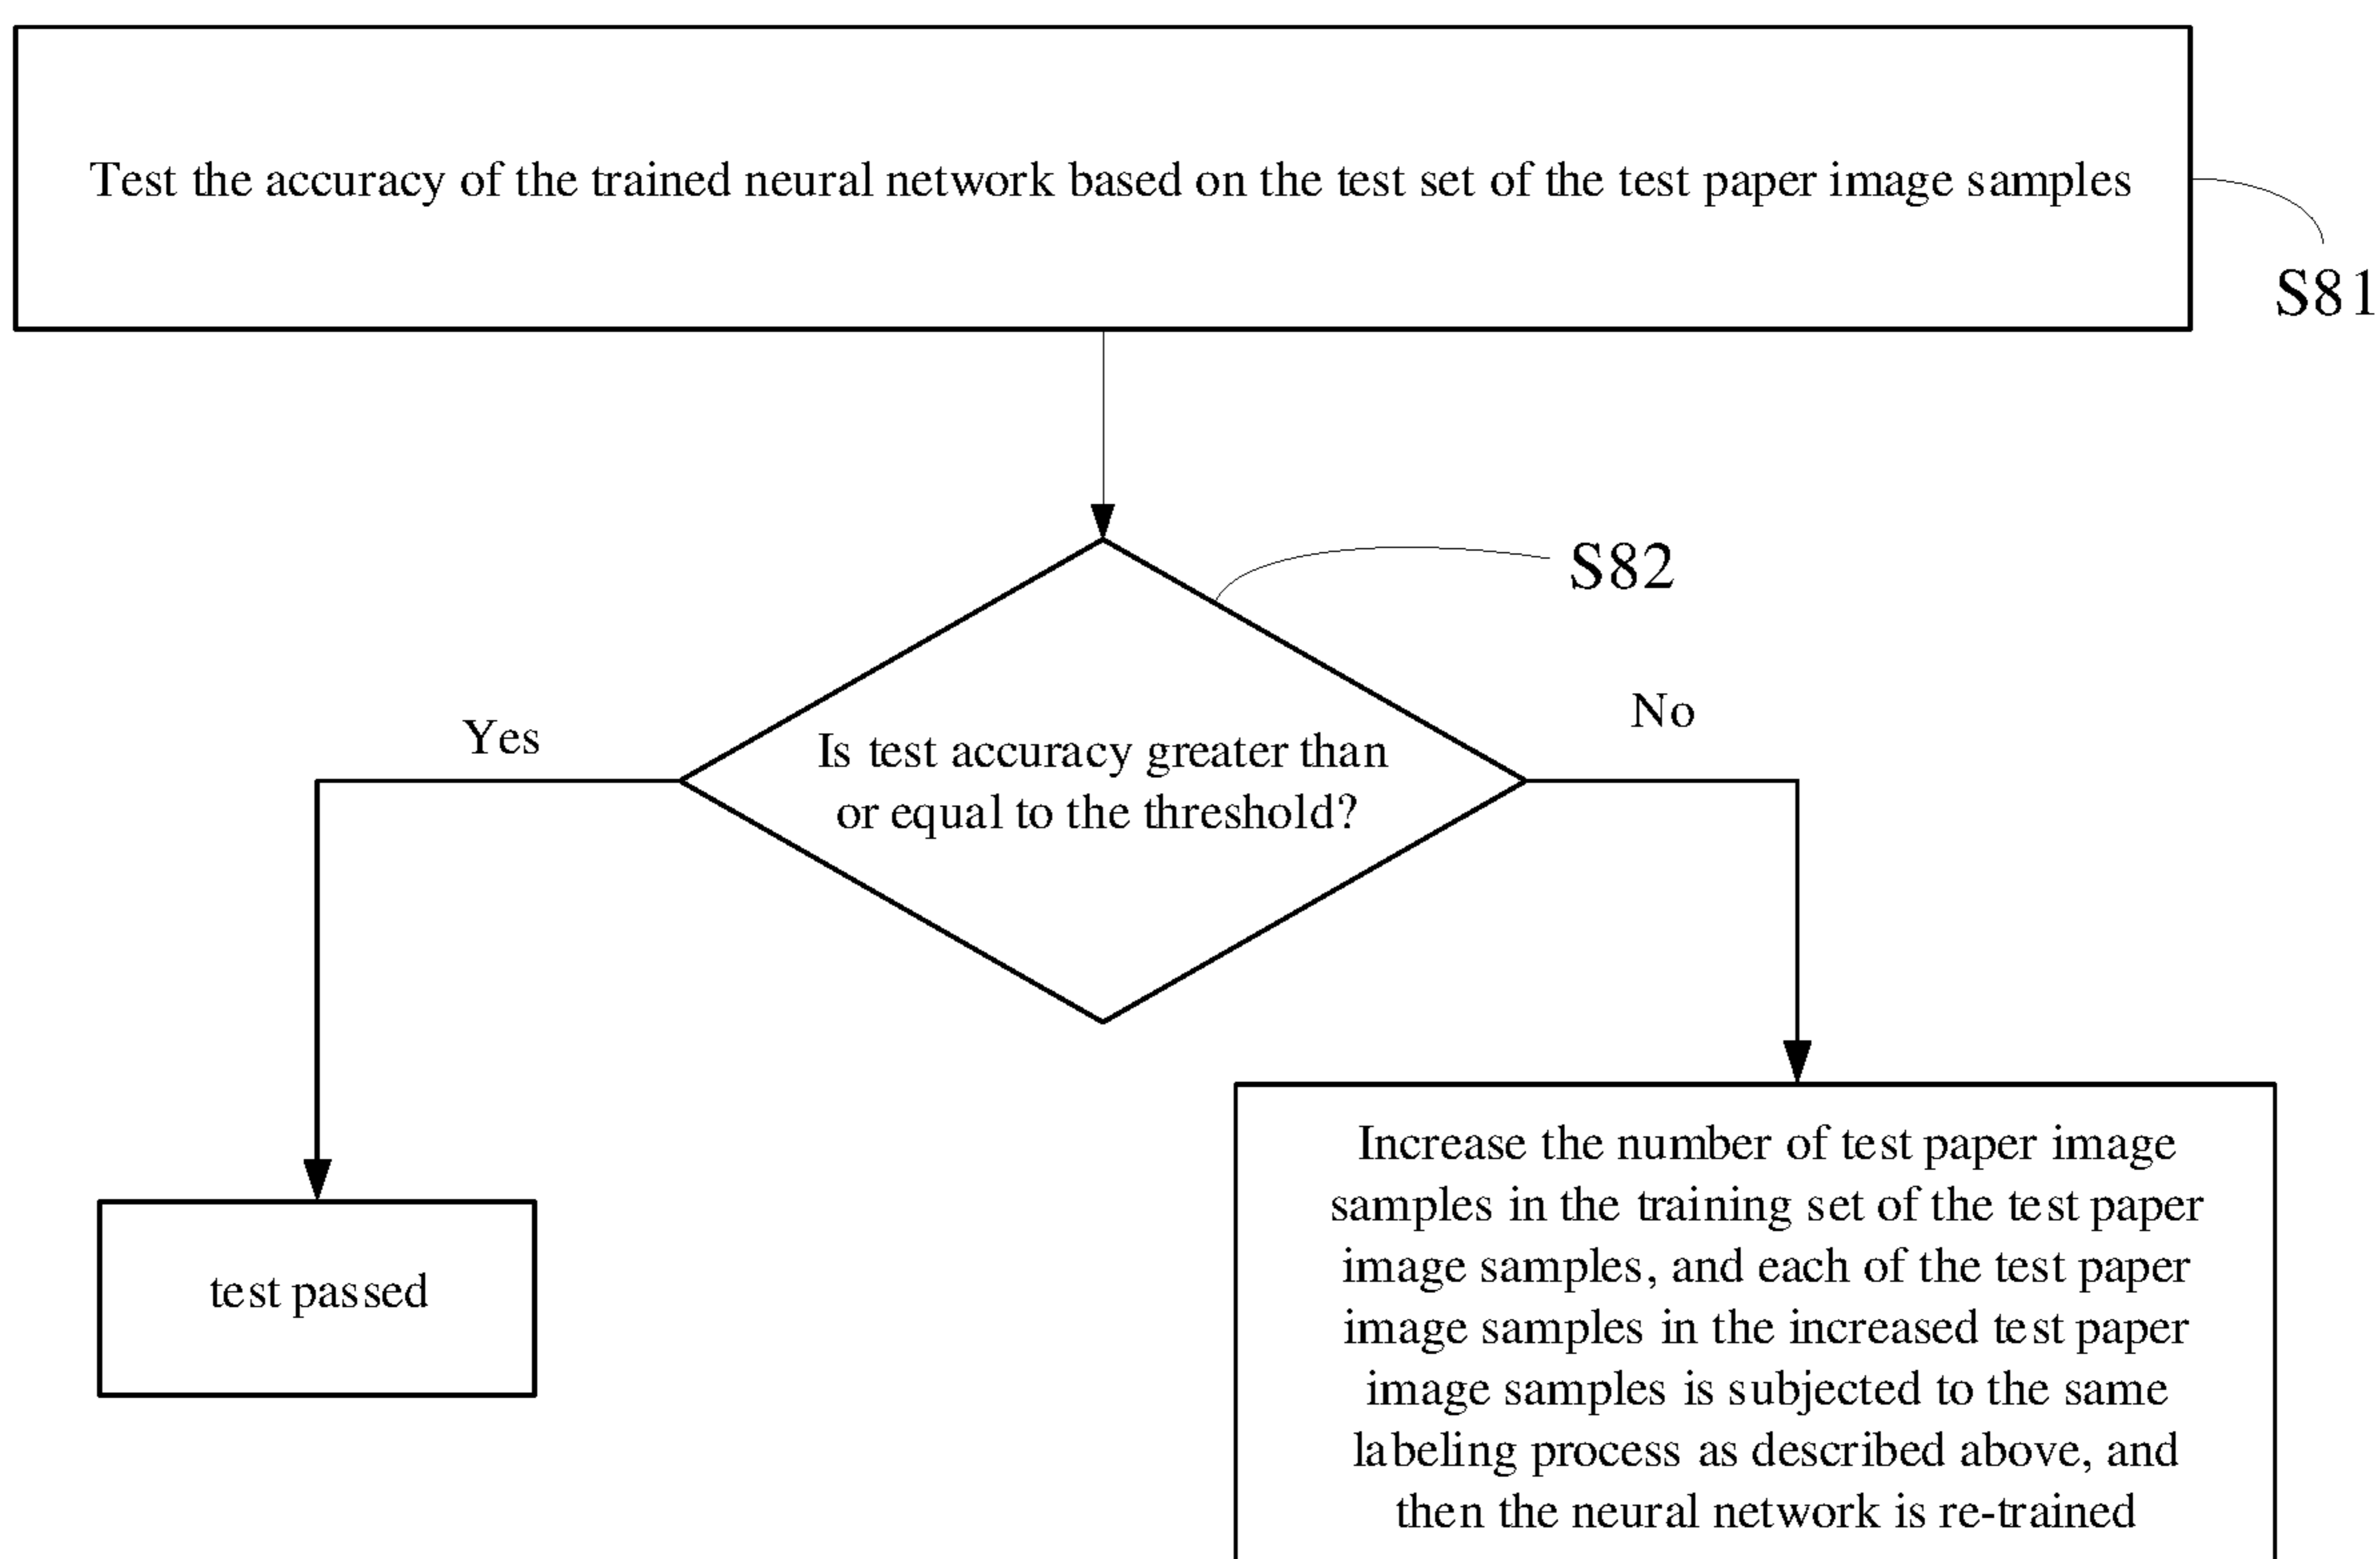 Test the accuracy of the trained neural network based on the test set of the test paper image samples
S81
S82
Yes
No
Is test accuracy greater than
or equal to the threshold?
Increase the number of test paper image
samples in the training set of the test paper
image samples, and each of the test paper
image samples in the increased test paper
image samples is subjected to the same
labeling process as described above, and
then the neural network is re-trained
test passed